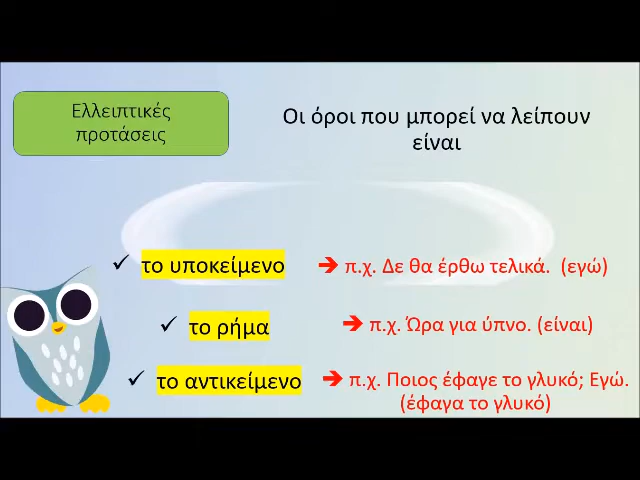 Ελλειπτικές
προτάσεις
Οι όροι που μπορεί να λείπουν
είναι
✓ το υποκείμενο ➔ π.χ. Δε θα έρθω τελικά. (εγώ)
✓ το ρήμα ➔ π.χ. Ώρα για ύπνο. (είναι)
✓ το αντικείμενο ➔ π.χ. Ποιος έφαγε το γλυκό; Εγώ.
(έφαγα το γλυκό)